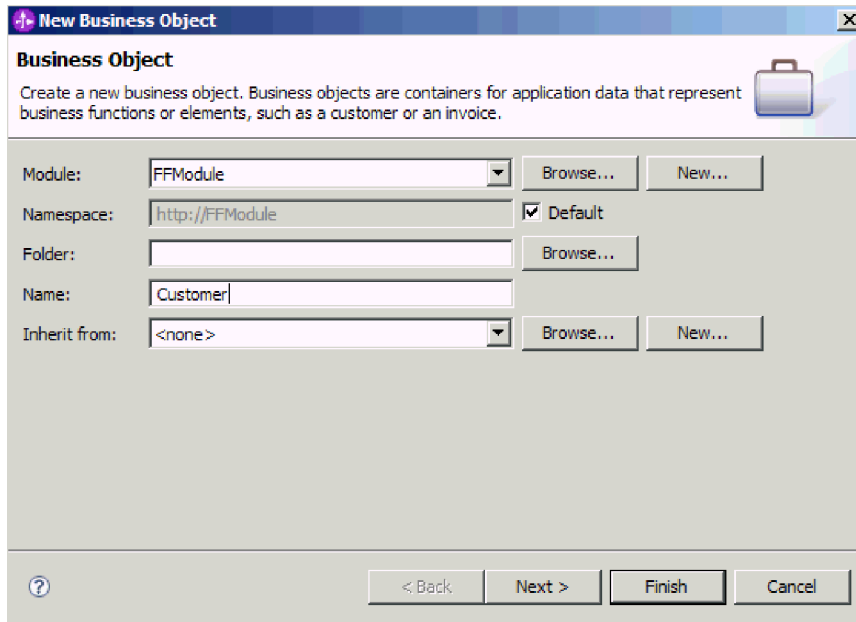 New Business Object
Business Object
Create a new business object. Business objects are containers for application data that represent
business functions or elements, such as a customer or an invoice.
Module: FFModule Browse... New...
Namespace: http://FFModule Default
Folder: Browse...
Name: Customer
Inherit from: <none> Browse... New...
? < Back Next > Finish Cancel